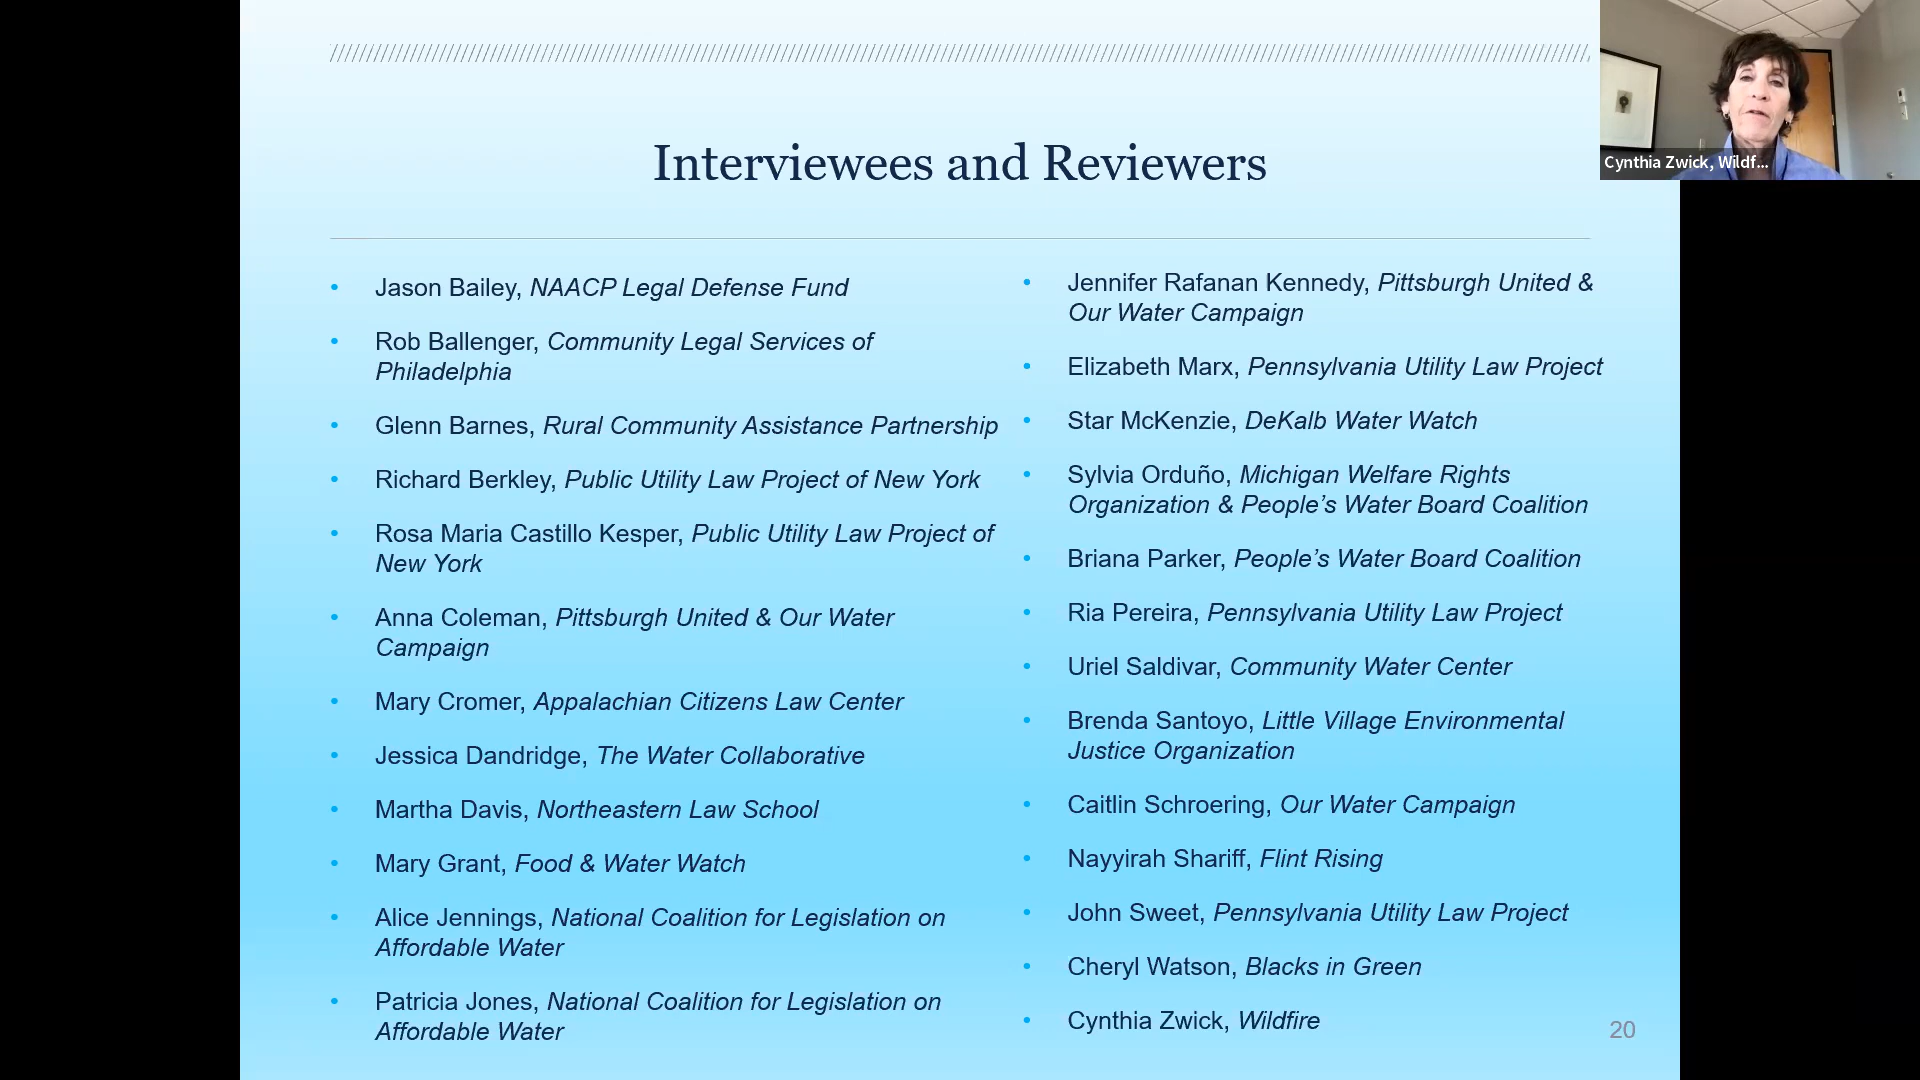 Interviewees and Reviewers
Jason Bailey, NAACP Legal Defense Fund
Rob Ballenger, Community Legal Services of
Philadelphia
Glenn Barnes, Rural Community Assistance Partnership
Richard Berkley, Public Utility Law Project of New York
Rosa Maria Castillo Kesper, Public Utility Law Project of
New York
Anna Coleman, Pittsburgh United & Our Water
Campaign
Mary Cromer, Appalachian Citizens Law Center
Jessica Dandridge, The Water Collaborative
Martha Davis, Northeastern Law School
Mary Grant, Food & Water Watch
Alice Jennings, National Coalition for Legislation on
Affordable Water
Patricia Jones, National Coalition for Legislation on
Affordable Water
Jennifer Rafanan Kennedy, Pittsburgh United &
Our Water Campaign
Elizabeth Marx, Pennsylvania Utility Law Project
Star McKenzie, DeKalb Water Watch
Sylvia Orduño, Michigan Welfare Rights
Organization & People’s Water Board Coalition
Briana Parker, People’s Water Board Coalition
Ria Pereira, Pennsylvania Utility Law Project
Uriel Saldivar, Community Water Center
Brenda Santoyo, Little Village Environmental
Justice Organization
Caitlin Schroering, Our Water Campaign
Nayyirah Shariff, Flint Rising
John Sweet, Pennsylvania Utility Law Project
Cheryl Watson, Blacks in Green
Cynthia Zwick, Wildfire
20
Cynthia Zwick, Wildf...